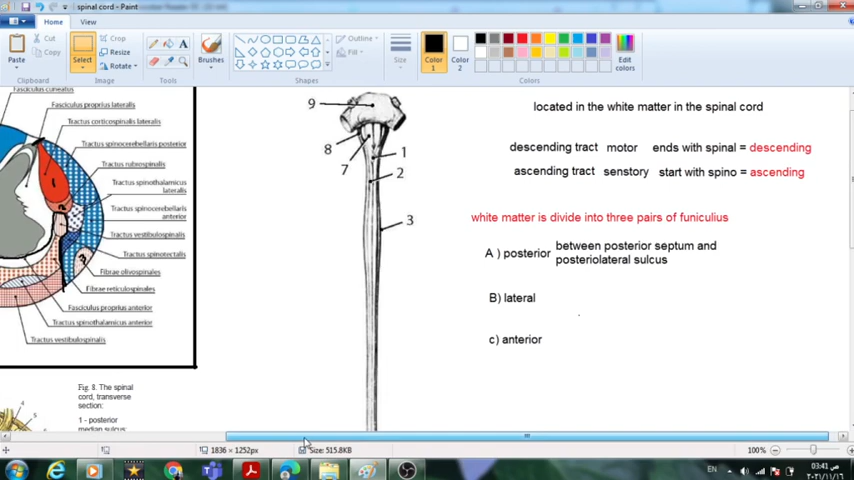 spinal cord - Paint
Home View
Paste
Cut
Copy
Clipboard
Select
Crop
Resize
Rotate
Image
Tools
Brushes
Shapes
Outline
Fill
Size
Color 1
Color 2
Edit colors
Colors
Fasciculus cuneatus
Fasciculus proprius lateralis
Tractus corticospinalis lateralis
Tractus spinocerebellaris posterior
Tractus rubrospinalis
Tractus spinothalamicus lateralis
Tractus spinocerebellaris anterior
Tractus vestibulospinalis
Tractus spinotectalis
Fibrae olivospinales
Fibrae reticulospinales
Fasciculus proprius anterior
Tractus spinothalamicus anterior
Tractus vestibulospinalis
Fig. 8. The spinal cord, transverse section:
1 - posterior median sulcus:
4
5
9
8
7
1
2
3
located in the white matter in the spinal cord
descending tract motor ends with spinal = descending
ascending tract senstory start with spino = ascending
white matter is divide into three pairs of funiculius
A ) posterior between posterior septum and posteriolateral sulcus
B) lateral
c) anterior
1836 × 1252px
Size: 515.8KB
100%
EN
03:41 ص